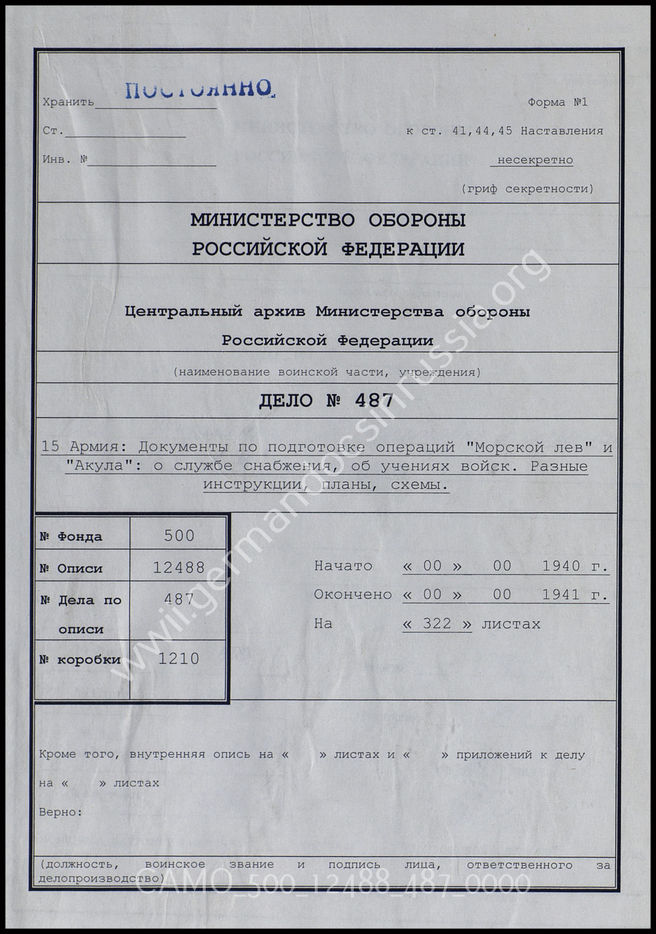 ПОСТОЯННО
Хранить
Форма №1
Ст.
к ст. 41,44,45 Наставления
Инв. №
несекретно
(гриф секретности)
МИНИСТЕРСТВО ОБОРОНЫ
РОССИЙСКОЙ ФЕДЕРАЦИИ
Центральный архив Министерства обороны
Российской Федерации
(наименование воинской части, учреждения)
ДЕЛО № 487
15 Армия: Документы по подготовке операций "Морской лев" и
"Акула": о службе снабжения, об учениях войск. Разные
инструкции, планы, схемы.
№ Фонда 500
№ Описи 12488
№ Дела по 487
описи
№ коробки 1210
Начато « 00 » 00 1940 г.
Окончено « 00 » 00 1941 г.
На « 322 » листах
Кроме того, внутренняя опись на « » листах и « » приложений к делу
на « » листах
Верно:
(должность, воинское звание и подпись лица, ответственного за
делопроизводство)
www.germandocsinrussia.org
CAMO_500_12488_487_0000